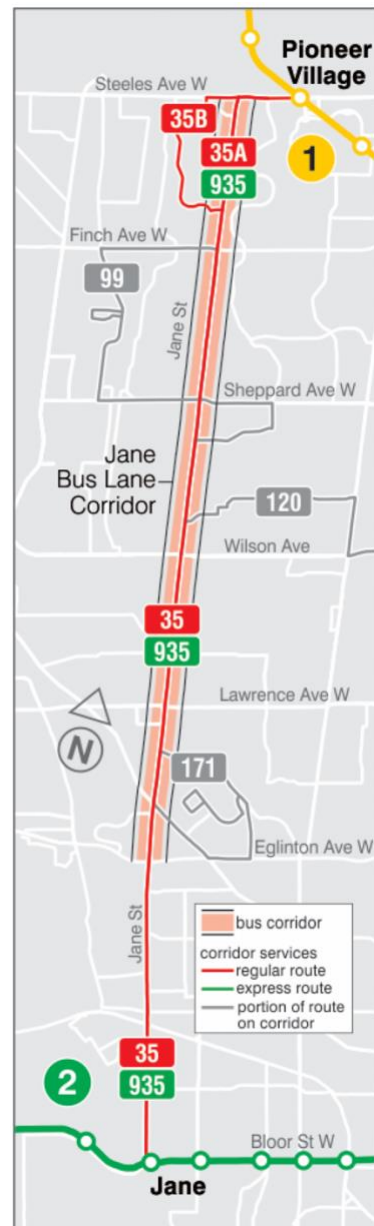 Pioneer
Village
Steeles Ave W
35B
35A
935
1
Finch Ave W
99
Jane St
Sheppard Ave W
Jane
Bus Lane
Corridor
120
Wilson Ave
35
935
Lawrence Ave W
N
171
Eglinton Ave W
bus corridor
corridor services
regular route
express route
portion of route
on corridor
Jane St
35
935
2
Bloor St W
Jane